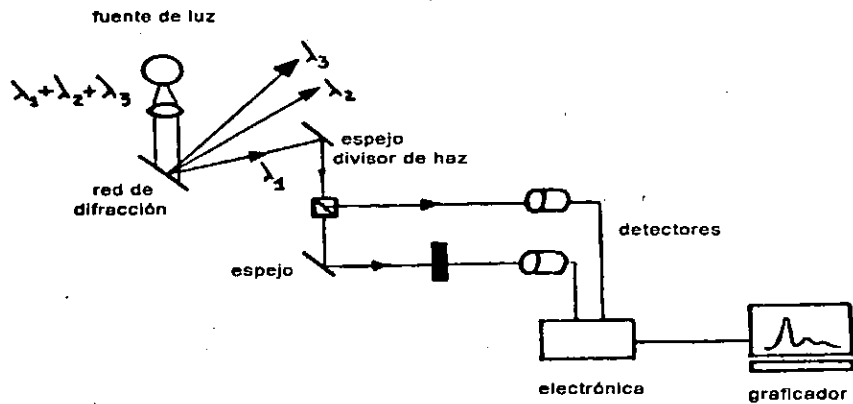 fuente de luz
λ₁+λ₂+λ₃
λ₃
λ₂
espejo
divisor de haz
λ₁
red de
difracción
detectores
espejo
electrónica
graficador